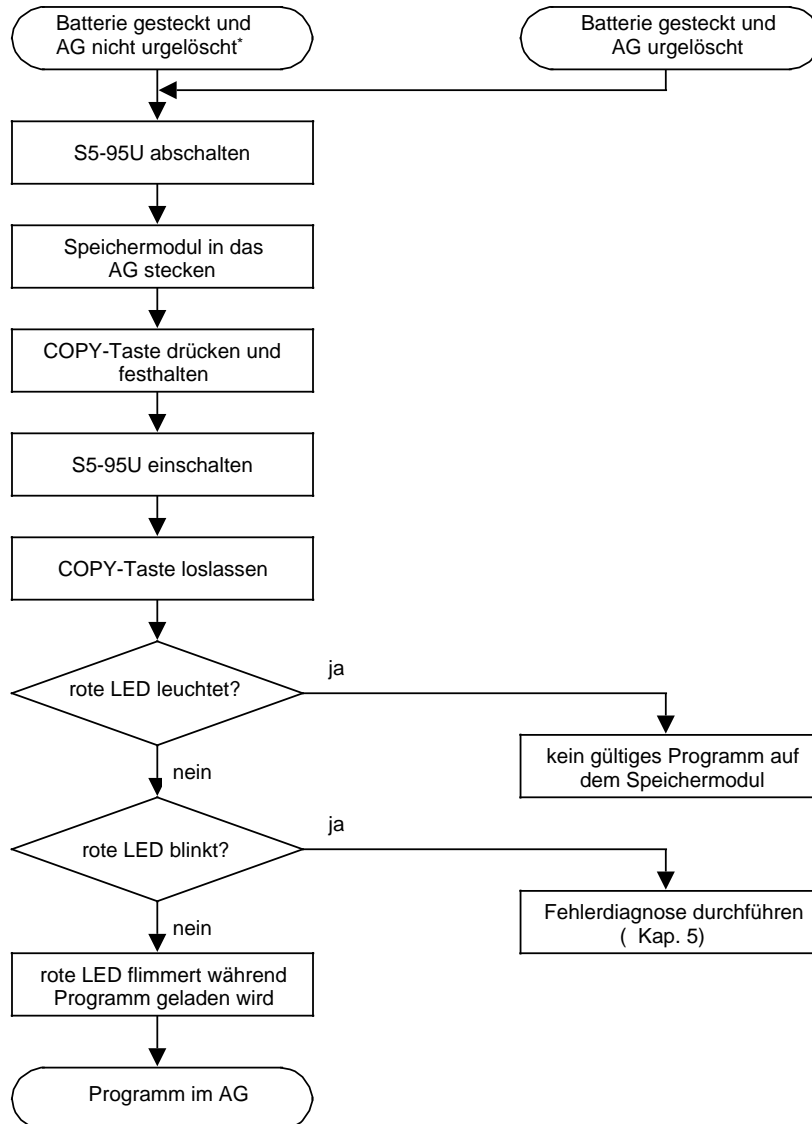 Batterie gesteckt und
AG nicht urgelöscht*
Batterie gesteckt und
AG urgelöscht
S5-95U abschalten
Speichermodul in das
AG stecken
COPY-Taste drücken und
festhalten
S5-95U einschalten
COPY-Taste loslassen
rote LED leuchtet?
ja
nein
kein gültiges Programm auf
dem Speichermodul
rote LED blinkt?
ja
nein
Fehlerdiagnose durchführen
( Kap. 5)
rote LED flimmert während
Programm geladen wird
Programm im AG